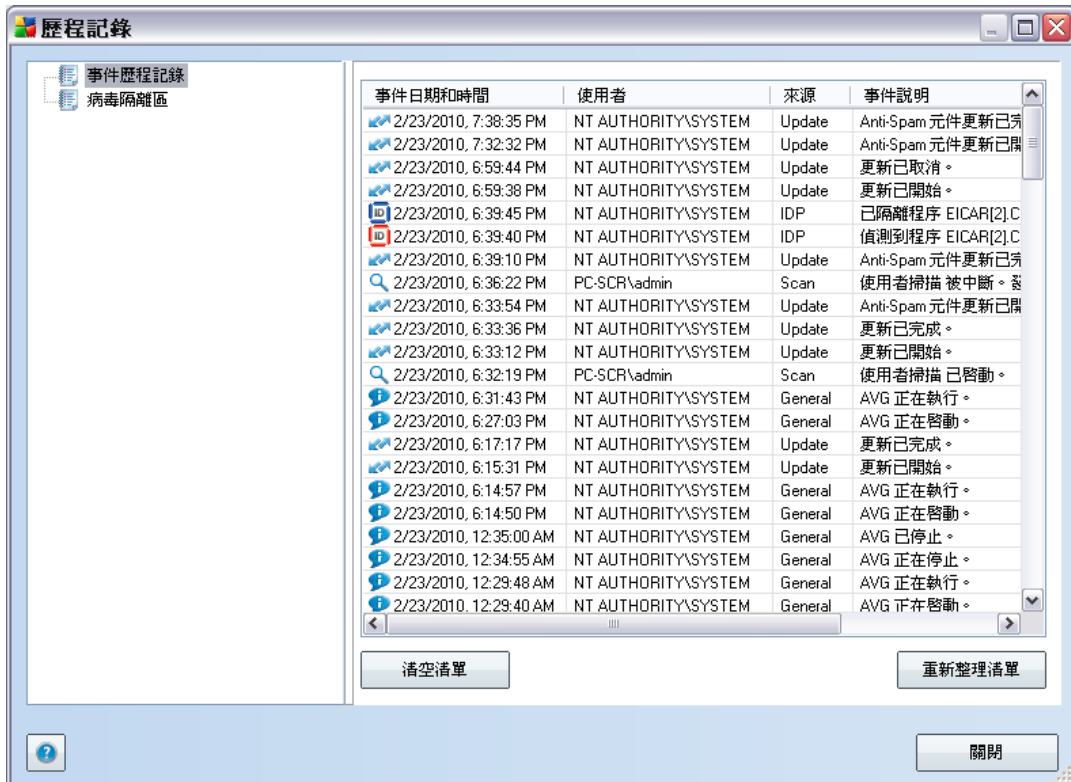 歷程記錄
事件歷程記錄
病毒隔離區
事件日期和時間 使用者 來源 事件說明
2/23/2010, 7:38:35 PM NT AUTHORITY\SYSTEM Update Anti-Spam 元件更新已完
2/23/2010, 7:32:32 PM NT AUTHORITY\SYSTEM Update Anti-Spam 元件更新已開
2/23/2010, 6:59:44 PM NT AUTHORITY\SYSTEM Update 更新已取消。
2/23/2010, 6:59:38 PM NT AUTHORITY\SYSTEM Update 更新已開始。
ID 2/23/2010, 6:39:45 PM NT AUTHORITY\SYSTEM IDP 已隔離程序 EICAR[2].C
ID 2/23/2010, 6:39:40 PM NT AUTHORITY\SYSTEM IDP 偵測到程序 EICAR[2].C
2/23/2010, 6:39:10 PM NT AUTHORITY\SYSTEM Update Anti-Spam 元件更新已完
2/23/2010, 6:36:22 PM PC-SCR\admin Scan 使用者掃描 被中斷。發
2/23/2010, 6:33:54 PM NT AUTHORITY\SYSTEM Update Anti-Spam 元件更新已開
2/23/2010, 6:33:36 PM NT AUTHORITY\SYSTEM Update 更新已完成。
2/23/2010, 6:33:12 PM NT AUTHORITY\SYSTEM Update 更新已開始。
2/23/2010, 6:32:19 PM PC-SCR\admin Scan 使用者掃描 已啓動。
2/23/2010, 6:31:43 PM NT AUTHORITY\SYSTEM General AVG 正在執行。
2/23/2010, 6:27:03 PM NT AUTHORITY\SYSTEM General AVG 正在啓動。
2/23/2010, 6:17:17 PM NT AUTHORITY\SYSTEM Update 更新已完成。
2/23/2010, 6:15:31 PM NT AUTHORITY\SYSTEM Update 更新已開始。
2/23/2010, 6:14:57 PM NT AUTHORITY\SYSTEM General AVG 正在執行。
2/23/2010, 6:14:50 PM NT AUTHORITY\SYSTEM General AVG 正在啓動。
2/23/2010, 12:35:00 AM NT AUTHORITY\SYSTEM General AVG 已停止。
2/23/2010, 12:34:55 AM NT AUTHORITY\SYSTEM General AVG 正在停止。
2/23/2010, 12:29:48 AM NT AUTHORITY\SYSTEM General AVG 正在執行。
2/23/2010, 12:29:40 AM NT AUTHORITY\SYSTEM General AVG 正在啓動。
清空清單 重新整理清單
? 關閉